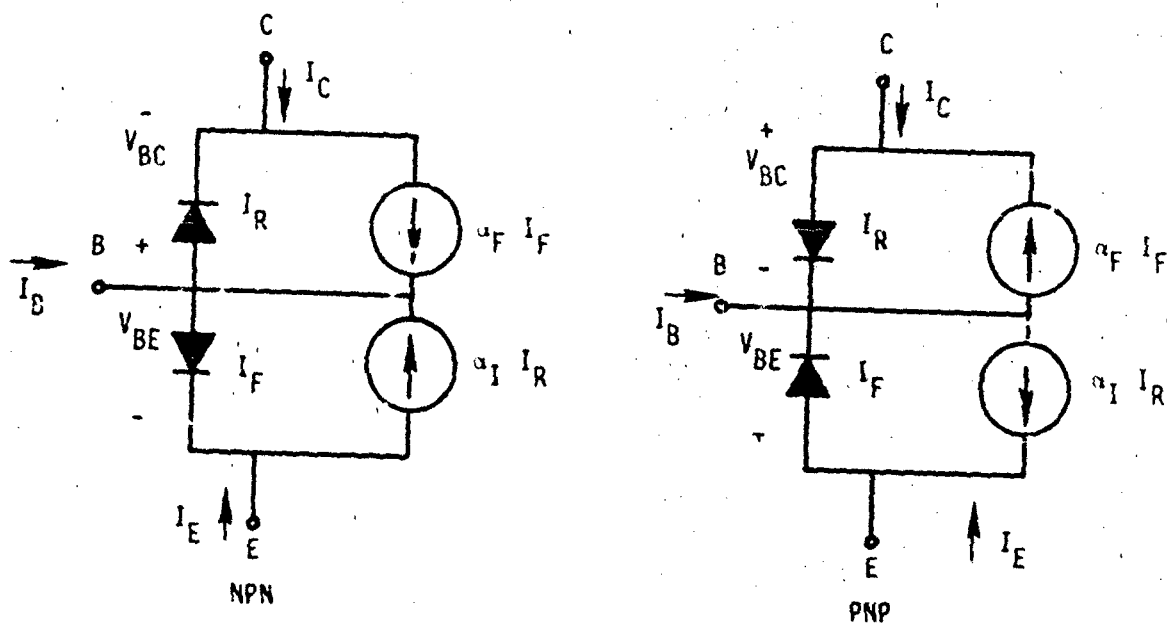 C
I_C
-
V_BC
I_R
α_F I_F
B +
I_B
V_BE
I_F
α_I I_R
-
I_E
E
NPN
C
I_C
+
V_BC
I_R
α_F I_F
B -
I_B
V_BE
I_F
α_I I_R
+
I_E
E
PNP